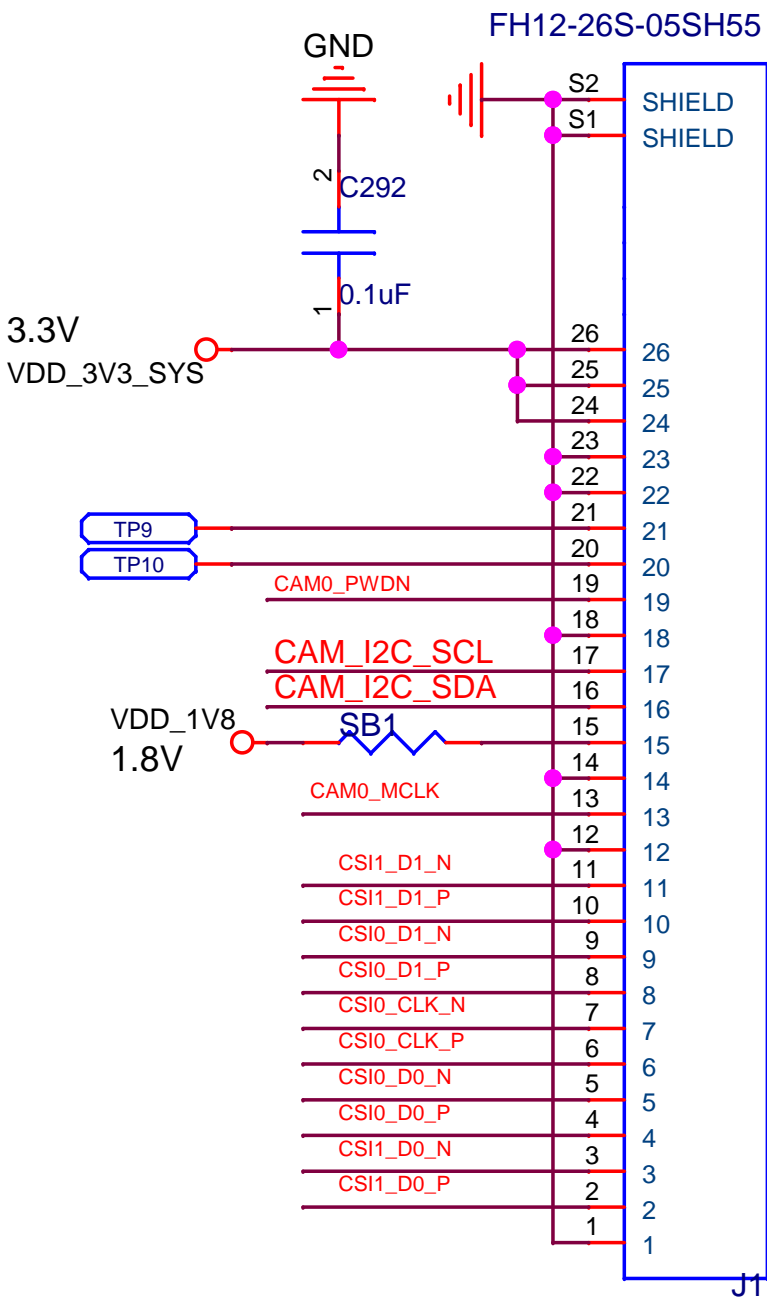 FH12-26S-05SH55
GND
S2
SHIELD
S1
SHIELD
2
C292
0.1uF
1
3.3V
VDD_3V3_SYS
26
26
25
25
24
24
23
23
22
22
TP9
21
21
TP10
20
20
CAM0_PWDN
19
19
18
18
CAM_I2C_SCL
17
17
CAM_I2C_SDA
16
16
VDD_1V8
SB1
15
15
1.8V
14
14
CAM0_MCLK
13
13
12
12
CSI1_D1_N
11
11
CSI1_D1_P
10
10
CSI0_D1_N
9
9
CSI0_D1_P
8
8
CSI0_CLK_N
7
7
CSI0_CLK_P
6
6
CSI0_D0_N
5
5
CSI0_D0_P
4
4
CSI1_D0_N
3
3
CSI1_D0_P
2
2
1
1
J1